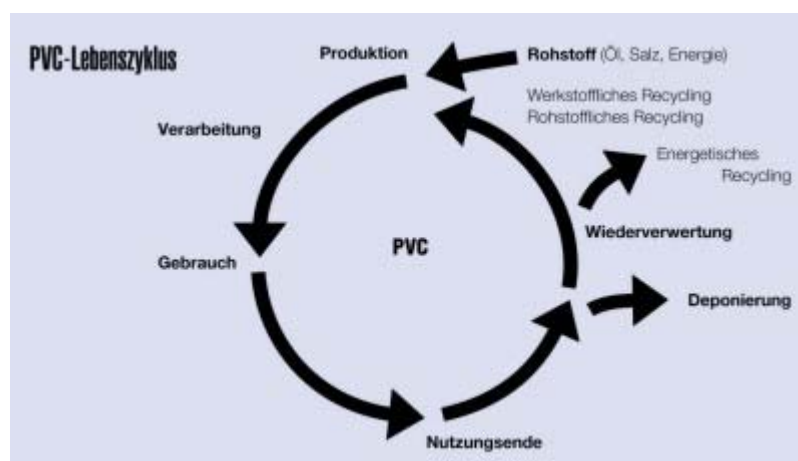 PVC-Lebenszyklus
Produktion
Rohstoff (Öl, Salz, Energie)
Werkstoffliches Recycling
Rohstoffliches Recycling
Verarbeitung
Energetisches
Recycling
PVC
Wiederverwertung
Gebrauch
Deponierung
Nutzungsende